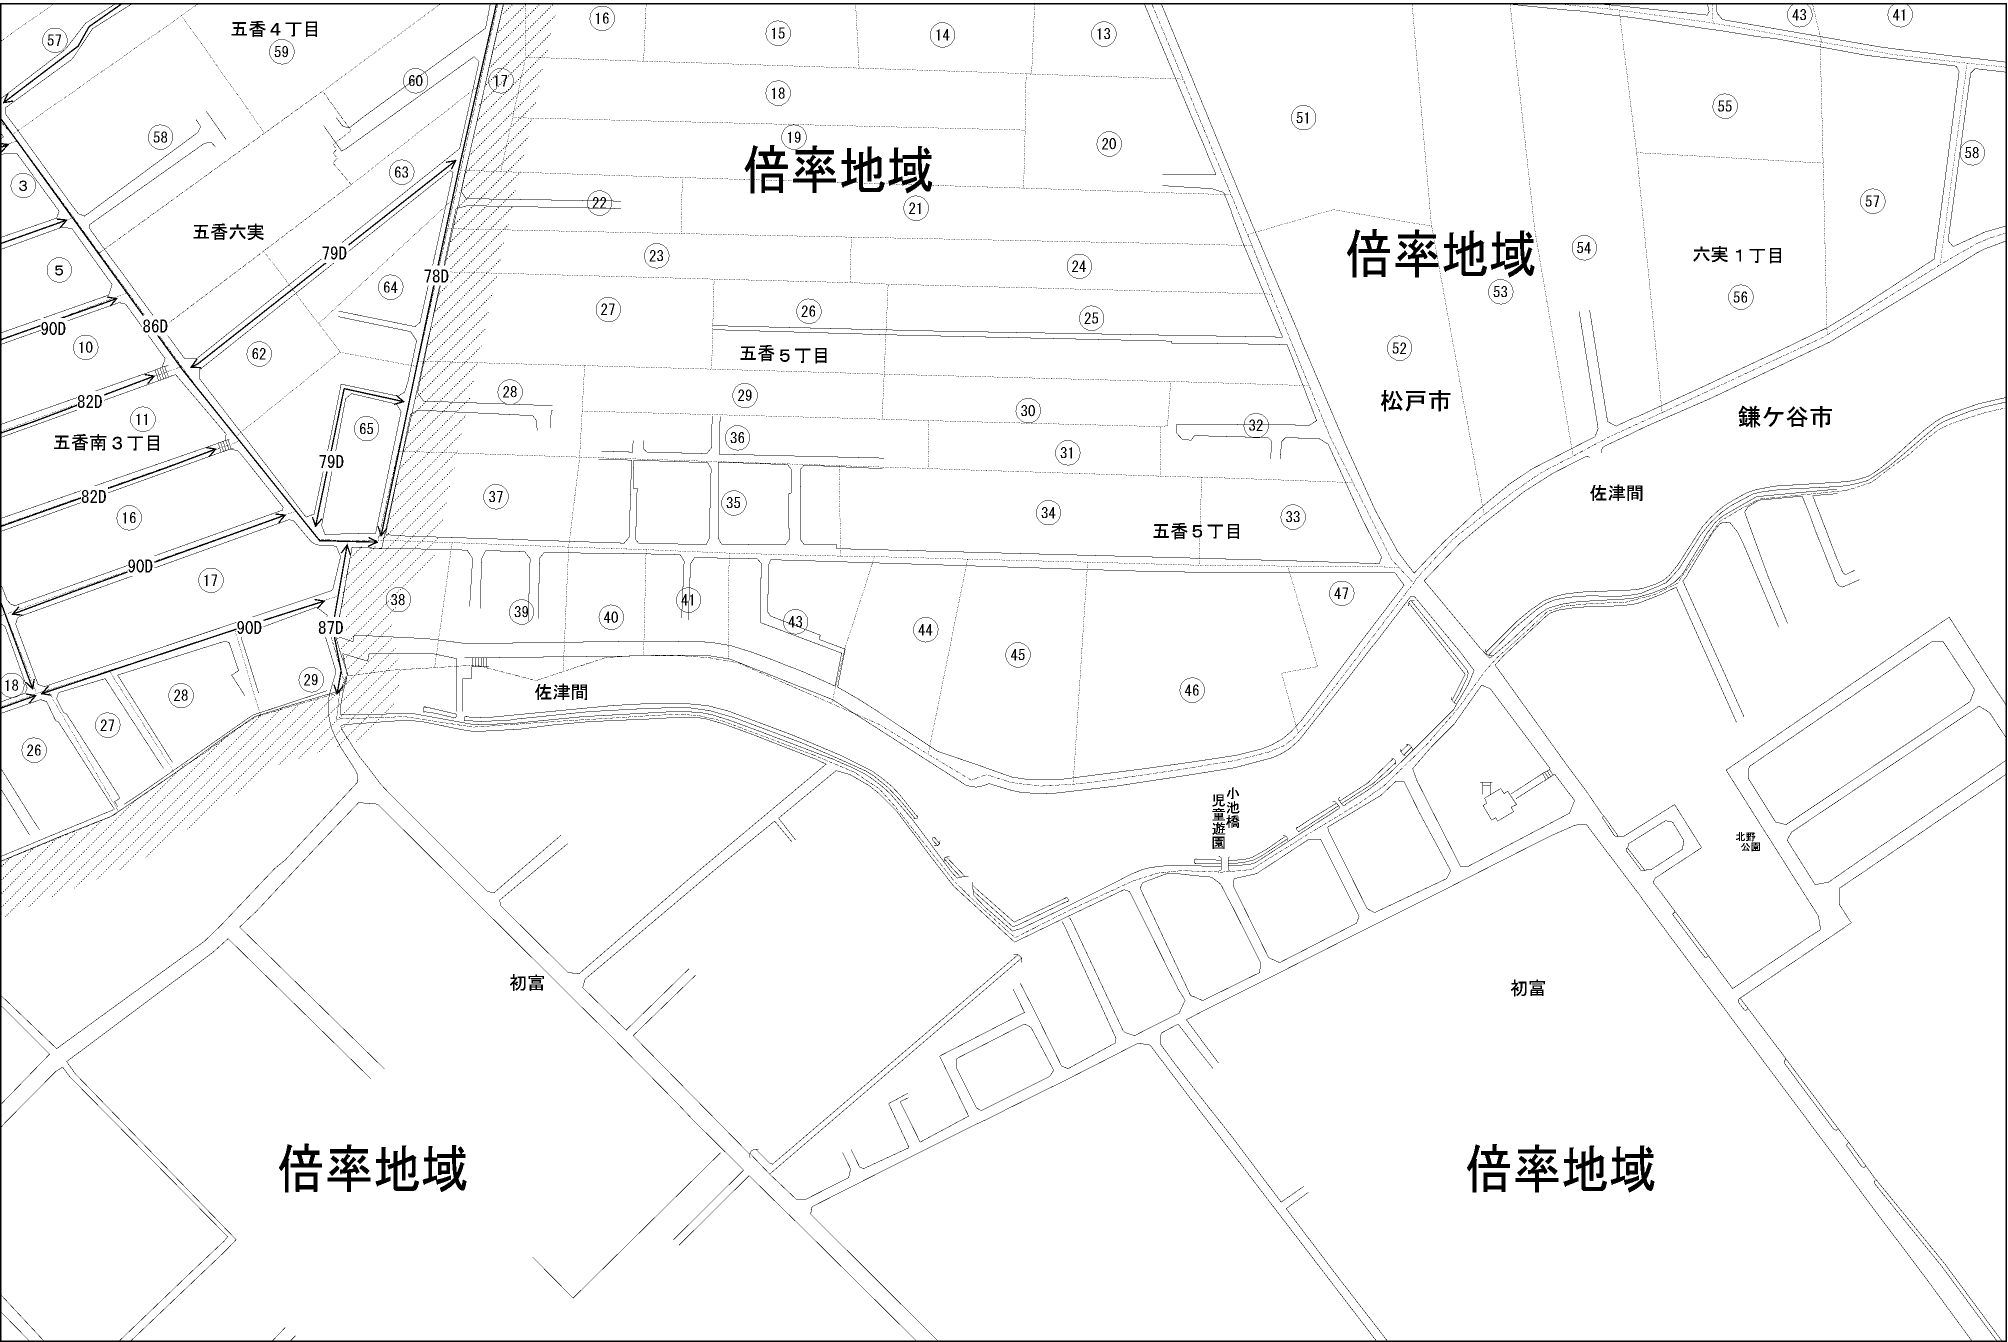 57
五香４丁目
59
16
15
14
13
43
41
60
17
18
51
55
58
19
20
58
倍率地域
3
63
五香六実
22
21
57
79D
23
24
倍率地域
54
六実１丁目
5
64
78D
27
26
25
53
56
90D
86D
10
62
五香５丁目
52
82D
11
28
29
30
松戸市
鎌ケ谷市
五香南３丁目
65
36
32
31
79D
82D
37
35
34
33
佐津間
16
五香５丁目
90D
17
38
39
40
41
43
44
47
90D
87D
45
18
29
28
佐津間
46
27
26
小池橋
児童遊園
北野
公園
初富
初富
倍率地域
倍率地域